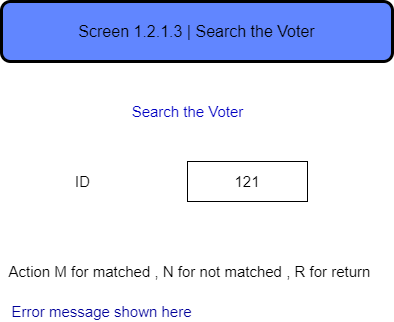 Screen 1.2.1.3 | Search the Voter
Search the Voter
ID 121
Action M for matched , N for not matched , R for return
Error message shown here